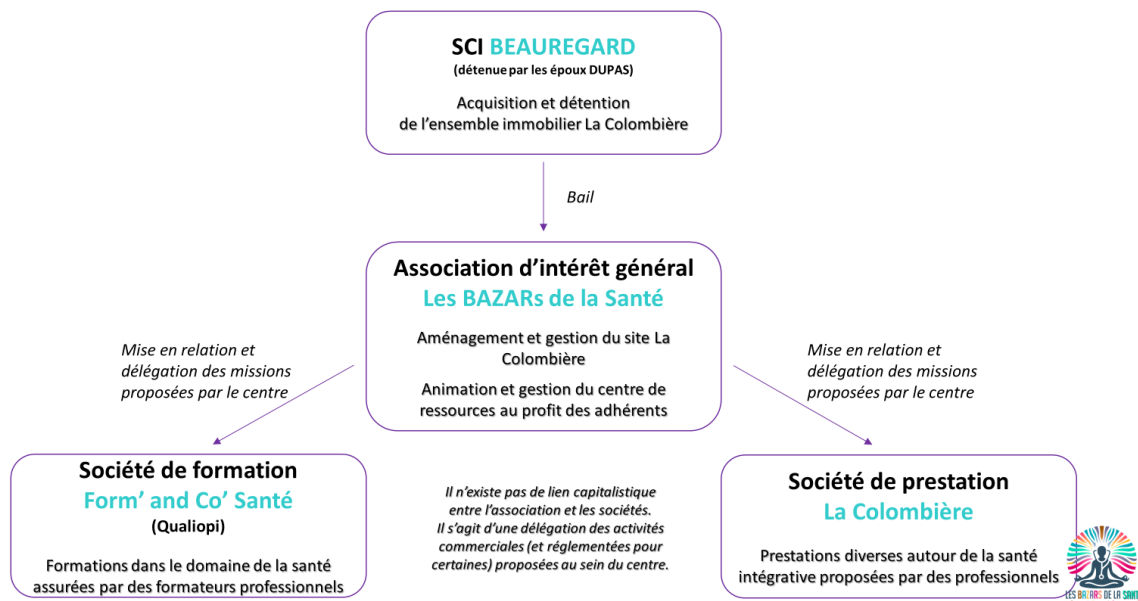 SCI BEAUREGARD
(détenue par les époux DUPAS)
Acquisition et détention
de l’ensemble immobilier La Colombière
Bail
Association d’intérêt général
Les BAZARs de la Santé
Aménagement et gestion du site La
Colombière
Animation et gestion du centre de
ressources au profit des adhérents
Mise en relation et
délégation des missions
proposées par le centre
Mise en relation et
délégation des missions
proposées par le centre
Société de formation
Form’ and Co’ Santé
(Qualiopi)
Formations dans le domaine de la santé
assurées par des formateurs professionnels
Il n’existe pas de lien capitalistique
entre l’association et les sociétés.
Il s’agit d’une délégation des activités
commerciales (et réglementées pour
certaines) proposées au sein du centre.
Société de prestation
La Colombière
Prestations diverses autour de la santé
intégrative proposées par des professionnels
LES BAZARS DE LA SANT